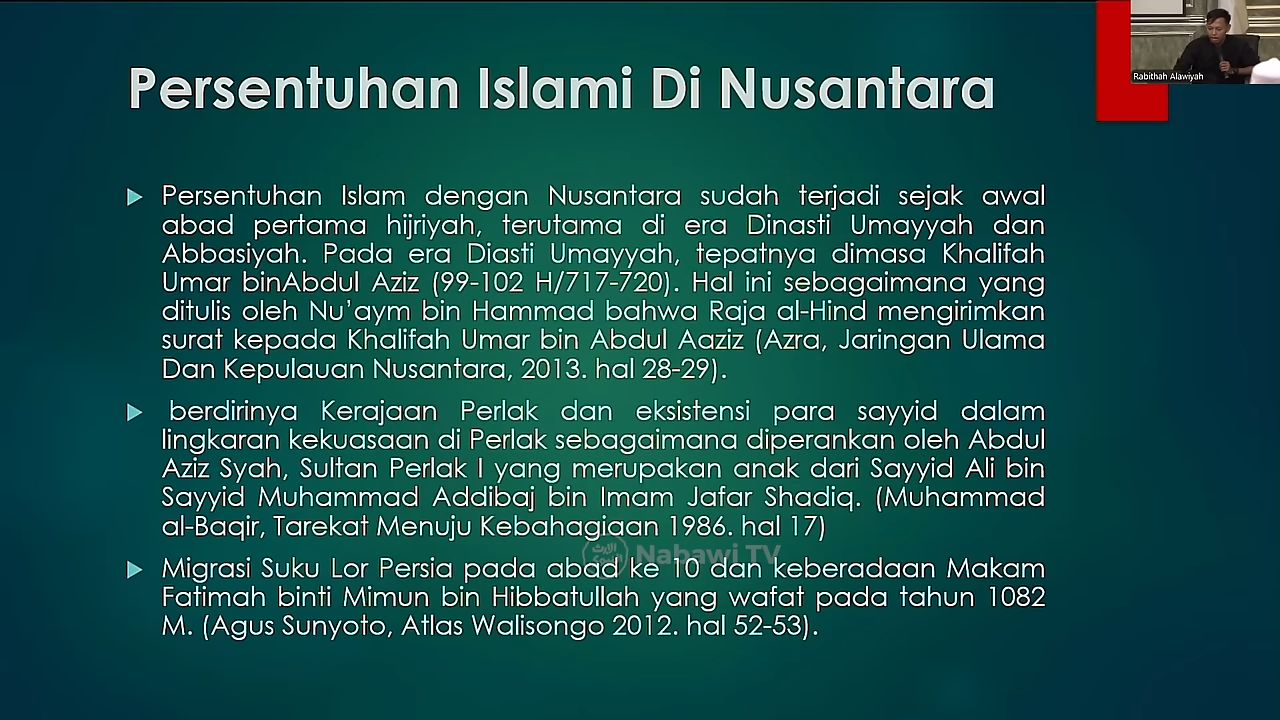 Persentuhan Islami Di Nusantara
Rabithah Alawiyah
Persentuhan Islam dengan Nusantara sudah terjadi sejak awal
abad pertama hijriyah, terutama di era Dinasti Umayyah dan
Abbasiyah. Pada era Diasti Umayyah, tepatnya dimasa Khalifah
Umar binAbdul Aziz (99-102 H/717-720). Hal ini sebagaimana yang
ditulis oleh Nu'aym bin Hammad bahwa Raja al-Hind mengirimkan
surat kepada Khalifah Umar bin Abdul Aaziz (Azra, Jaringan Ulama
Dan Kepulauan Nusantara, 2013. hal 28-29).
berdirinya Kerajaan Perlak dan eksistensi para sayyid dalam
lingkaran kekuasaan di Perlak sebagaimana diperankan oleh Abdul
Aziz Syah, Sultan Perlak I yang merupakan anak dari Sayyid Ali bin
Sayyid Muhammad Addibaj bin Imam Jafar Shadiq. (Muhammad
al-Baqir, Tarekat Menuju Kebahagiaan 1986. hal 17)
Nabawi TV
Migrasi Suku Lor Persia pada abad ke 10 dan keberadaan Makam
Fatimah binti Mimun bin Hibbatullah yang wafat pada tahun 1082
M. (Agus Sunyoto, Atlas Walisongo 2012. hal 52-53).